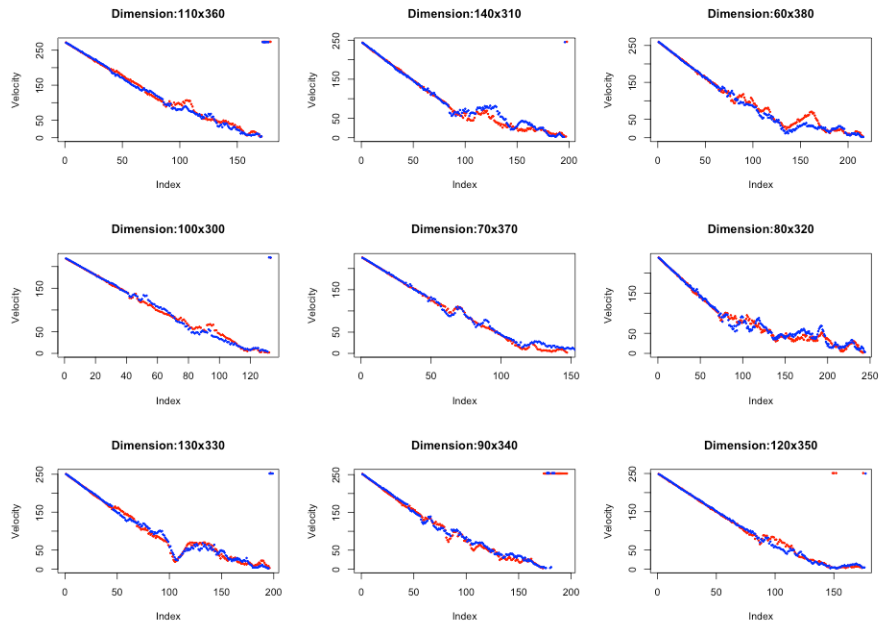 Dimension:110x360
Dimension:140x310
Dimension:60x380
Velocity
0 50 150 250
0 50 100 150
Index
Velocity
0 50 150 250
0 50 100 150 200
Index
Velocity
0 50 150 250
0 50 100 150 200
Index
Dimension:100x300
Dimension:70x370
Dimension:80x320
Velocity
0 50 150
0 20 40 60 80 100 120
Index
Velocity
0 50 150
0 50 100 150
Index
Velocity
0 50 150
0 50 100 150 200 250
Index
Dimension:130x330
Dimension:90x340
Dimension:120x350
Velocity
0 50 150 250
0 50 100 150 200
Index
Velocity
0 50 150 250
0 50 100 150 200
Index
Velocity
0 50 150 250
0 50 100 150
Index